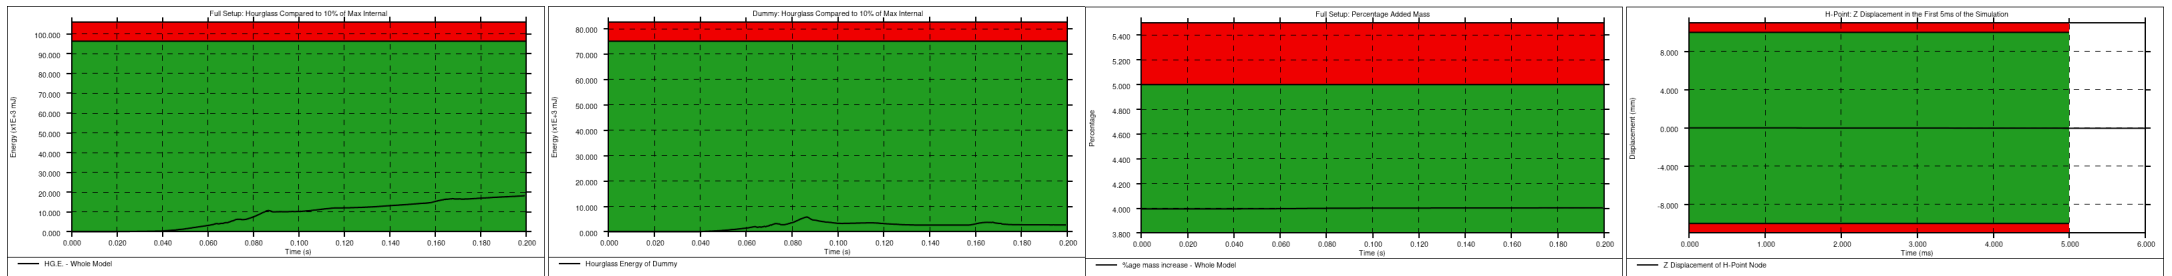 Full Setup: Hourglass Compared to 10% of Max Internal
Energy (x1E+3 mJ)
100.000
90.000
80.000
70.000
60.000
50.000
40.000
30.000
20.000
10.000
0.000
0.000 0.020 0.040 0.060 0.080 0.100 0.120 0.140 0.160 0.180 0.200
Time (s)
HG.E. - Whole Model
Dummy: Hourglass Compared to 10% of Max Internal
Energy (x1E+3 mJ)
80.000
70.000
60.000
50.000
40.000
30.000
20.000
10.000
0.000
0.000 0.020 0.040 0.060 0.080 0.100 0.120 0.140 0.160 0.180 0.200
Time (s)
Hourglass Energy of Dummy
Full Setup: Percentage Added Mass
Percentage
5.400
5.200
5.000
4.800
4.600
4.400
4.200
4.000
3.800
0.000 0.020 0.040 0.060 0.080 0.100 0.120 0.140 0.160 0.180 0.200
Time (s)
%age mass increase - Whole Model
H-Point: Z Displacement in the First 5ms of the Simulation
Displacement (mm)
8.000
4.000
0.000
-4.000
-8.000
0.000 1.000 2.000 3.000 4.000 5.000 6.000
Time (ms)
Z Displacement of H-Point Node